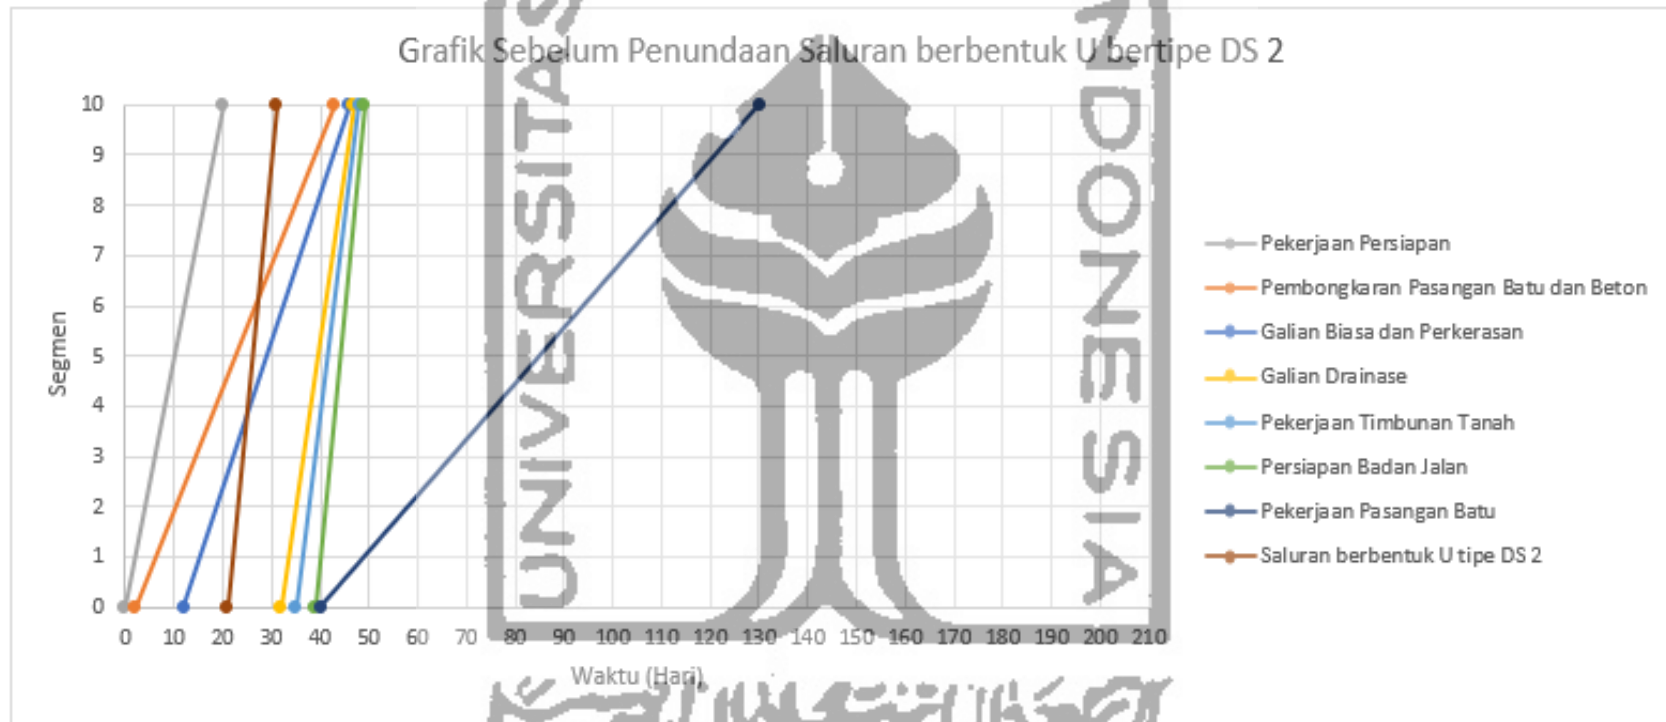 Grafik Sebelum Penundaan Saluran berbentuk U bertipe DS 2
10
9
8
7
6
5
4
3
2
1
0
Segmen
0 10 20 30 40 50 60 70 80 90 100 110 120 130 140 150 160 170 180 190 200 210
Waktu (Hari)
Pekerjaan Persiapan
Pembongkaran Pasangan Batu dan Beton
Galian Biasa dan Perkerasan
Galian Drainase
Pekerjaan Timbunan Tanah
Persiapan Badan Jalan
Pekerjaan Pasangan Batu
Saluran berbentuk U tipe DS 2
UNIVERSITAS
NDONESIA